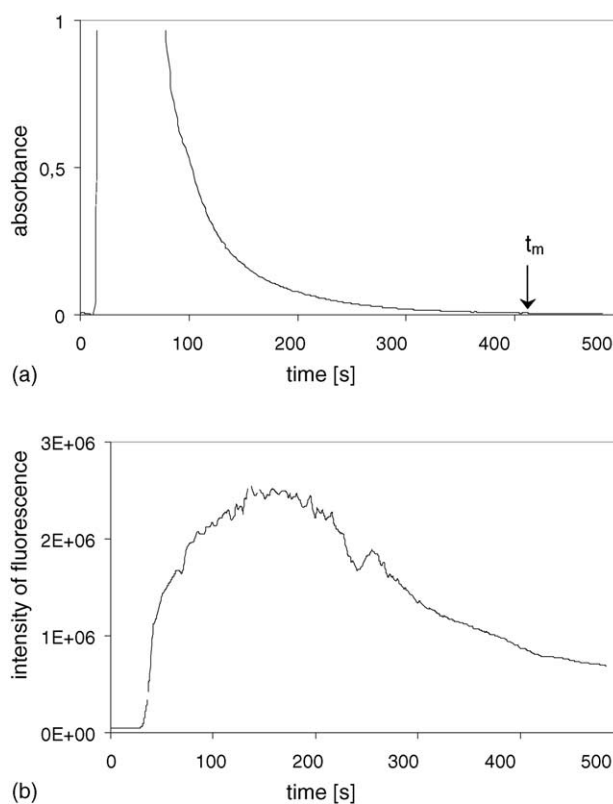 1
0,5
0
absorbance
t_m
0 100 200 300 400 500
(a) time [s]
3E+06
2E+06
1E+06
0E+00
intensity of fluorescence
0 100 200 300 400 500
(b) time [s]